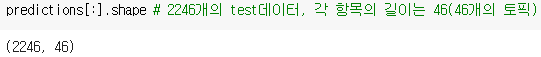 predictions[:].shape # 2246개의 test데이터, 각 항목의 길이는 46(46개의 토픽)
(2246, 46)